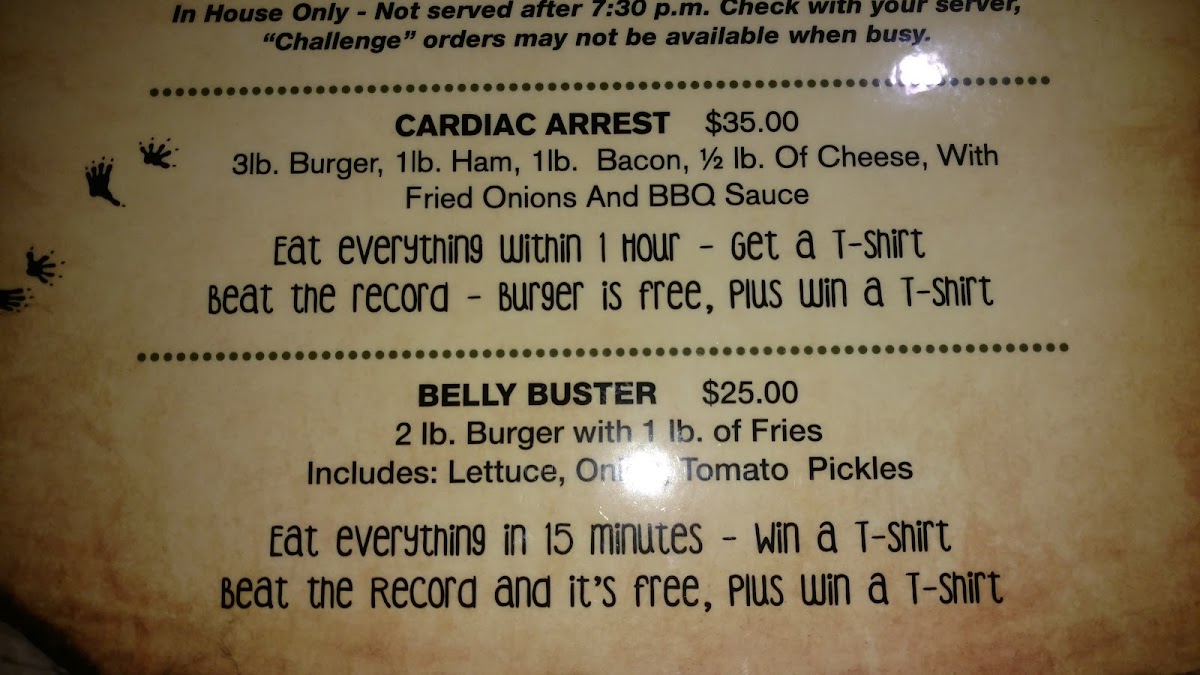 In House Only - Not served after 7:30 p.m. Check with your server,
"Challenge" orders may not be available when busy.
CARDIAC ARREST $35.00
3lb. Burger, 1lb. Ham, 1lb. Bacon, ½ lb. Of Cheese, With
Fried Onions And BBQ Sauce
Eat everything within 1 Hour - Get a T-Shirt
Beat the record - Burger is free, Plus win a T-Shirt
BELLY BUSTER $25.00
2 lb. Burger with 1 lb. of Fries
Includes: Lettuce, Tomato Pickles
Eat everything in 15 minutes - Win a T-Shirt
Beat the Record and it's free, Plus win a T-Shirt